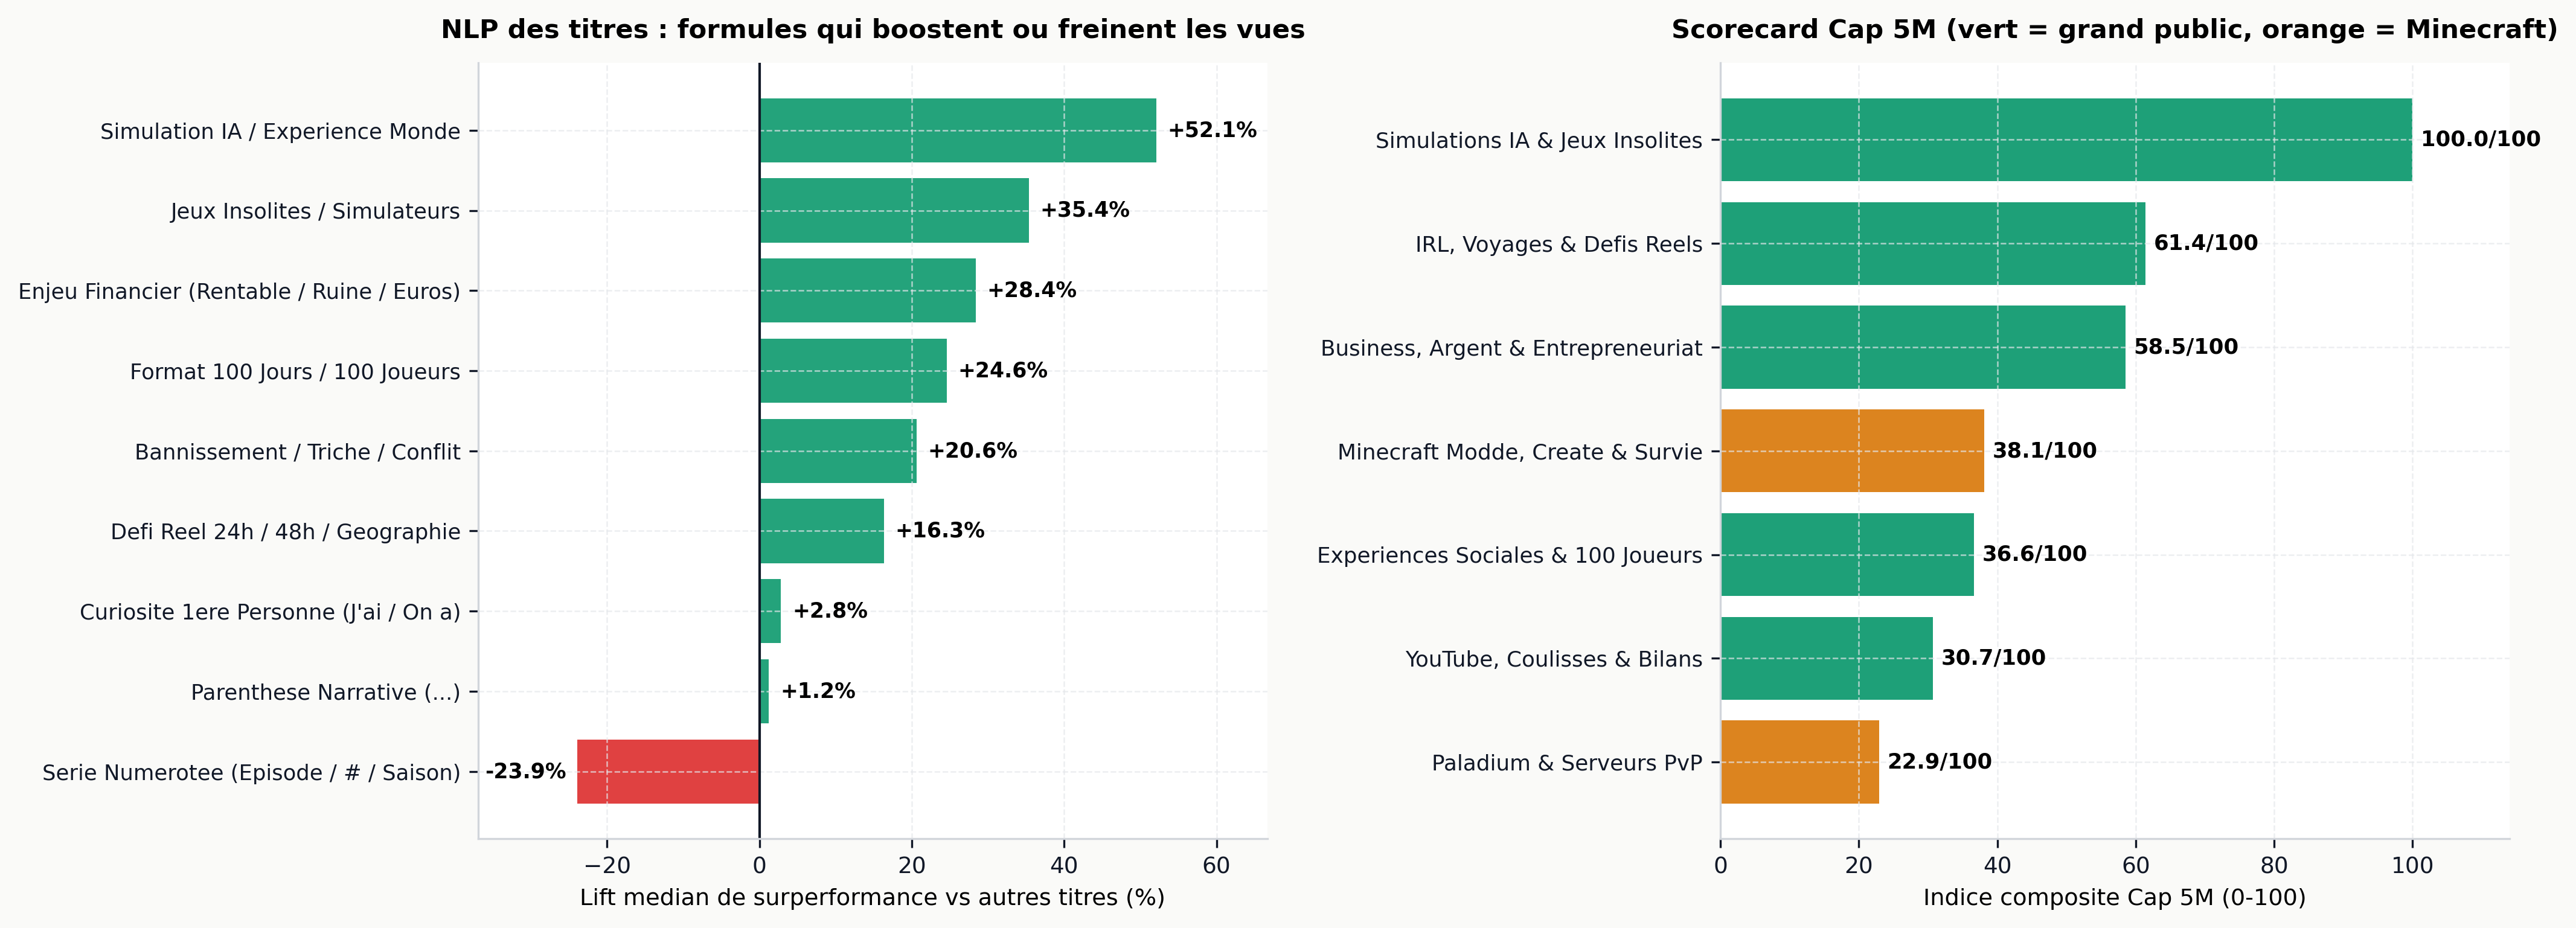 NLP des titres : formules qui boostent ou freinent les vues
Simulation IA / Experience Monde
+52.1%
Jeux Insolites / Simulateurs
+35.4%
Enjeu Financier (Rentable / Ruine / Euros)
+28.4%
Format 100 Jours / 100 Joueurs
+24.6%
Bannissement / Triche / Conflit
+20.6%
Defi Reel 24h / 48h / Geographie
+16.3%
Curiosite 1ere Personne (J'ai / On a)
+2.8%
Parenthese Narrative (...)
+1.2%
Serie Numerotee (Episode / # / Saison)
-23.9%
−20 0 20 40 60
Lift median de surperformance vs autres titres (%)
Scorecard Cap 5M (vert = grand public, orange = Minecraft)
Simulations IA & Jeux Insolites
100.0/100
IRL, Voyages & Defis Reels
61.4/100
Business, Argent & Entrepreneuriat
58.5/100
Minecraft Modde, Create & Survie
38.1/100
Experiences Sociales & 100 Joueurs
36.6/100
YouTube, Coulisses & Bilans
30.7/100
Paladium & Serveurs PvP
22.9/100
0 20 40 60 80 100
Indice composite Cap 5M (0-100)